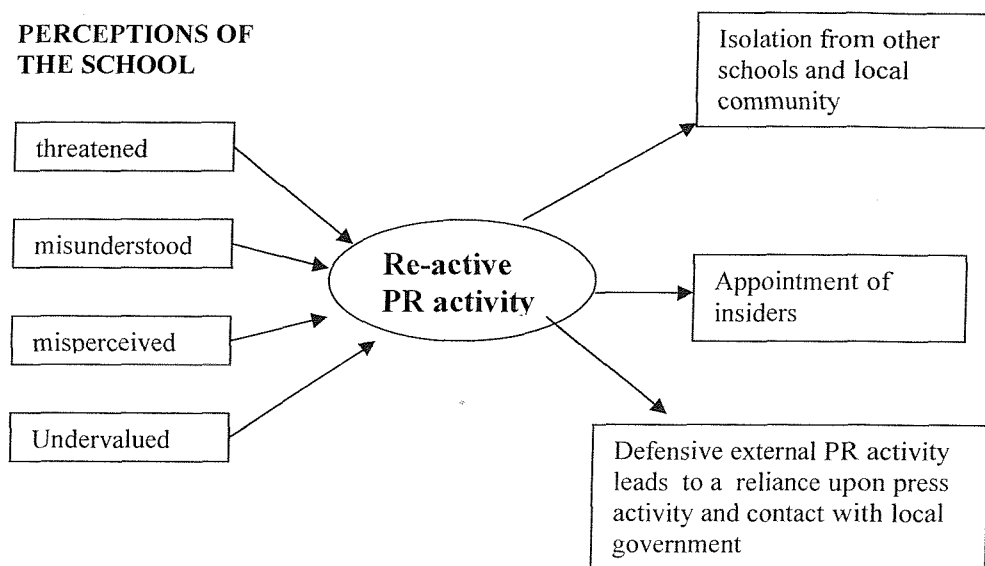 PERCEPTIONS OF
THE SCHOOL
threatened
misunderstood
misperceived
Undervalued
Re-active
PR activity
Isolation from other
schools and local
community
Appointment of
insiders
Defensive external PR activity
leads to a reliance upon press
activity and contact with local
government